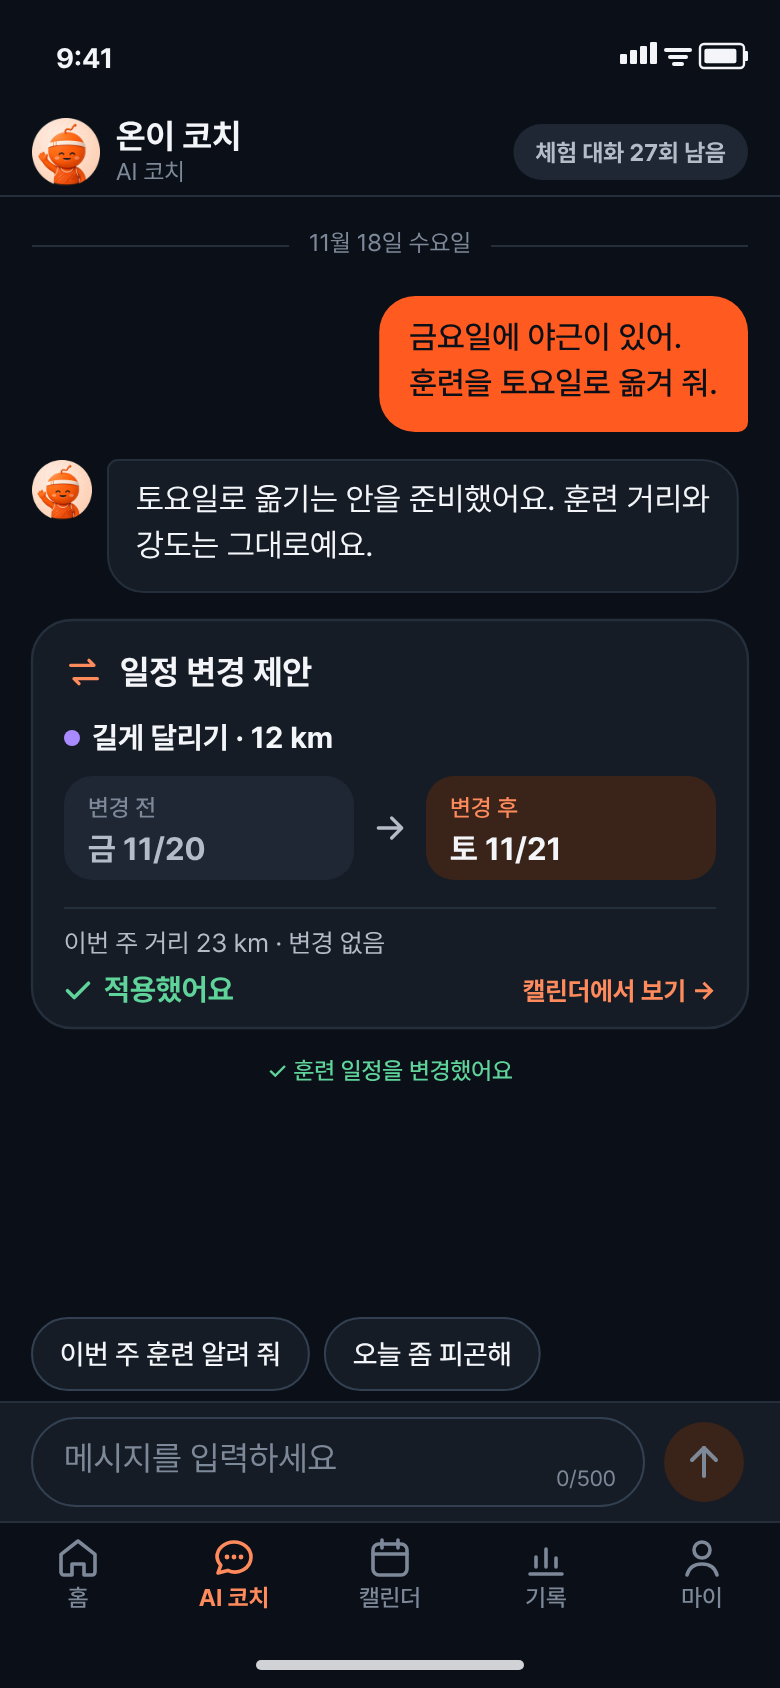 9:41
온이 코치
AI 코치
체험 대화 27회 남음
11월 18일 수요일
금요일에 야근이 있어.
훈련을 토요일로 옮겨 줘.
토요일로 옮기는 안을 준비했어요. 훈련 거리와
강도는 그대로예요.
일정 변경 제안
길게 달리기 · 12 km
변경 전
금 11/20
→
변경 후
토 11/21
이번 주 거리 23 km · 변경 없음
✓ 적용했어요
캘린더에서 보기 →
✓ 훈련 일정을 변경했어요
이번 주 훈련 알려 줘
오늘 좀 피곤해
메시지를 입력하세요
0/500
홈
AI 코치
캘린더
기록
마이